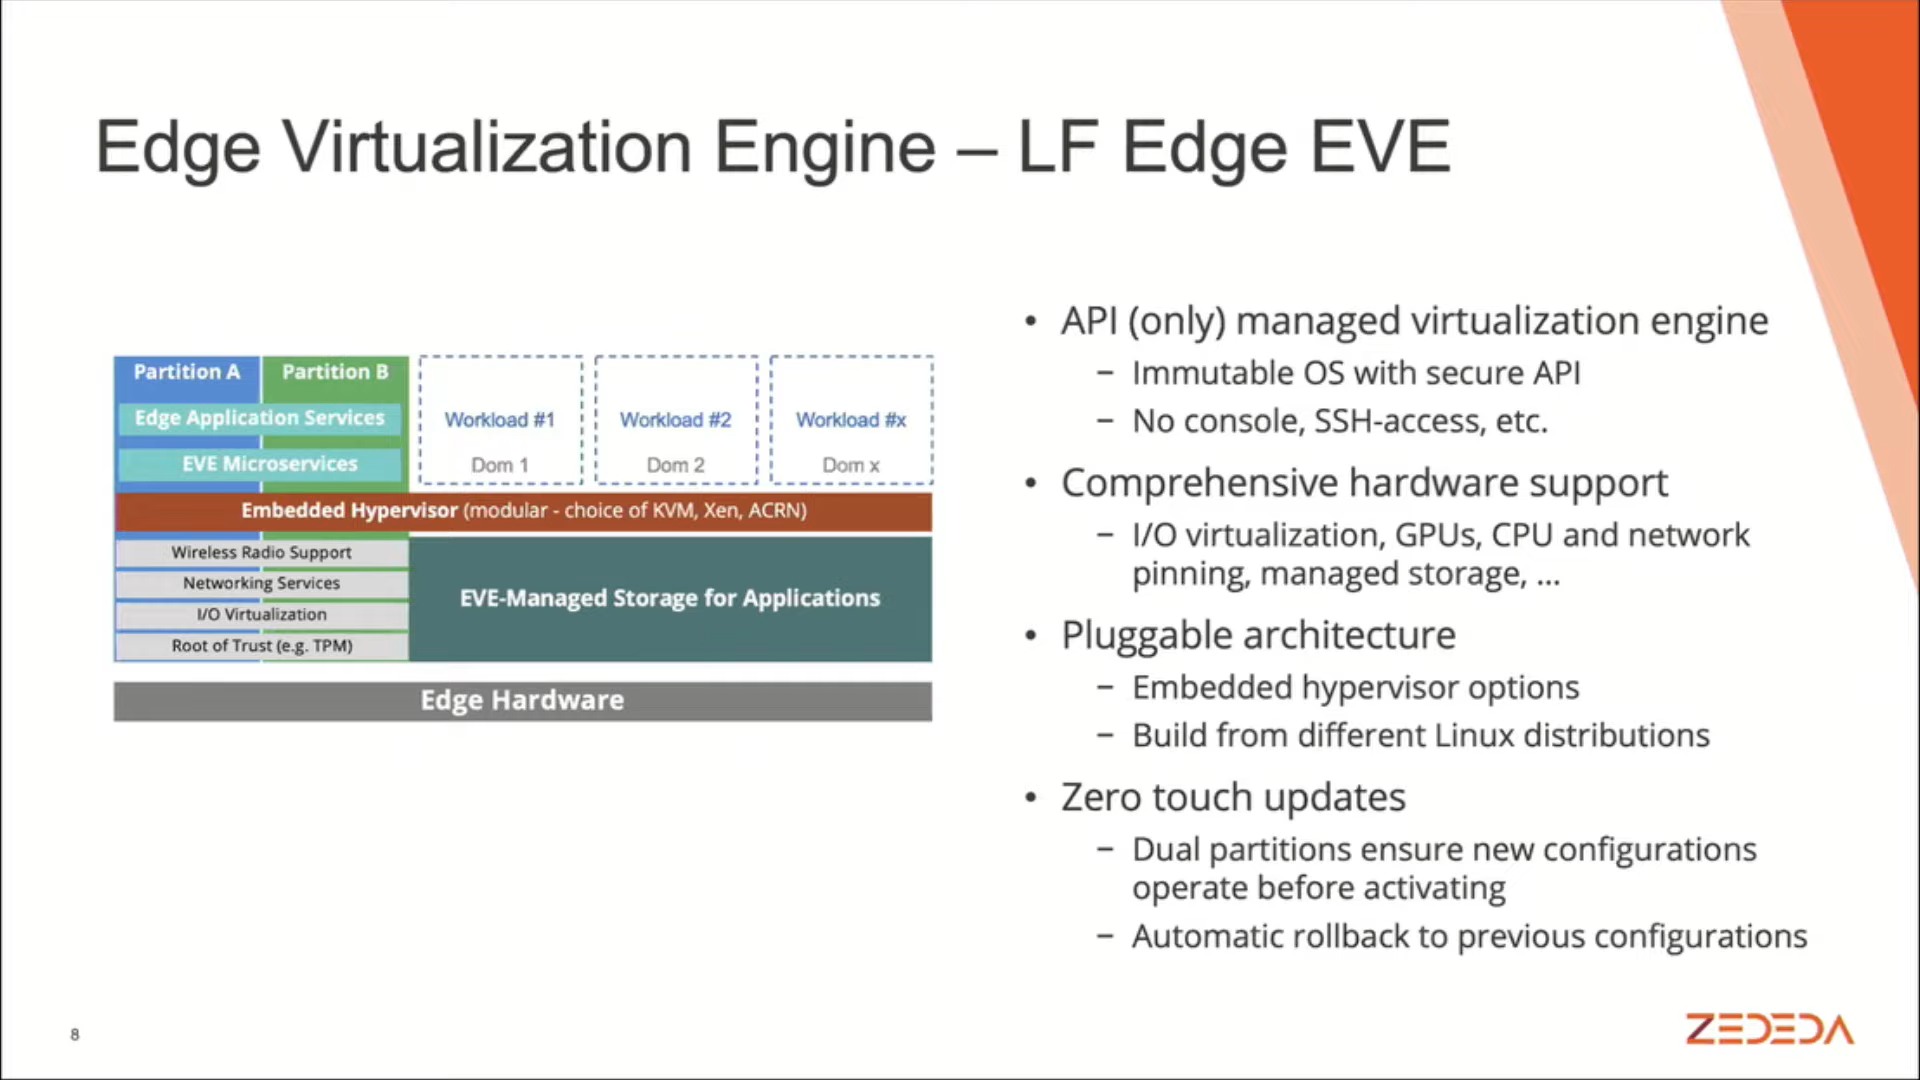 Edge Virtualization Engine – LF Edge EVE
Partition A
Partition B
Edge Application Services
EVE Microservices
Workload #1
Dom 1
Workload #2
Dom 2
Workload #x
Dom x
Embedded Hypervisor (modular - choice of KVM, Xen, ACRN)
Wireless Radio Support
Networking Services
I/O Virtualization
Root of Trust (e.g. TPM)
EVE-Managed Storage for Applications
Edge Hardware
• API (only) managed virtualization engine
– Immutable OS with secure API
– No console, SSH-access, etc.
• Comprehensive hardware support
– I/O virtualization, GPUs, CPU and network
pinning, managed storage, ...
• Pluggable architecture
– Embedded hypervisor options
– Build from different Linux distributions
• Zero touch updates
– Dual partitions ensure new configurations
operate before activating
– Automatic rollback to previous configurations
8
ZEDEDA